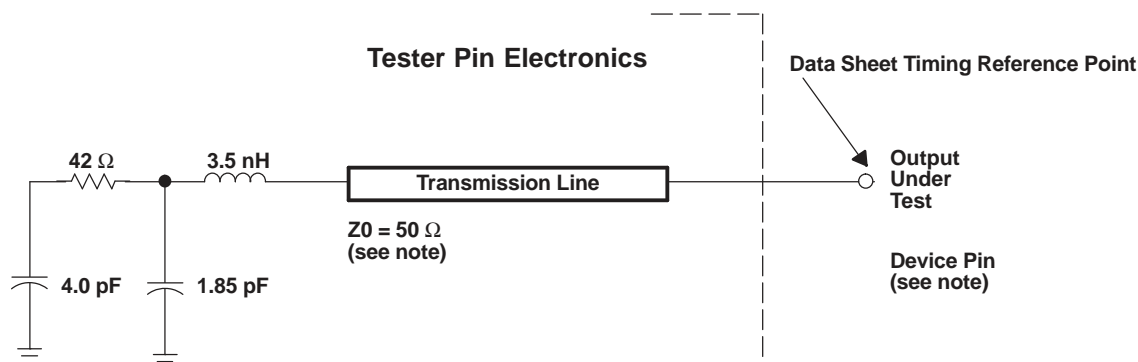 Tester Pin Electronics
Data Sheet Timing Reference Point
42 Ω
3.5 nH
Transmission Line
Output
Under
Test
Z0 = 50 Ω
(see note)
Device Pin
(see note)
4.0 pF
1.85 pF